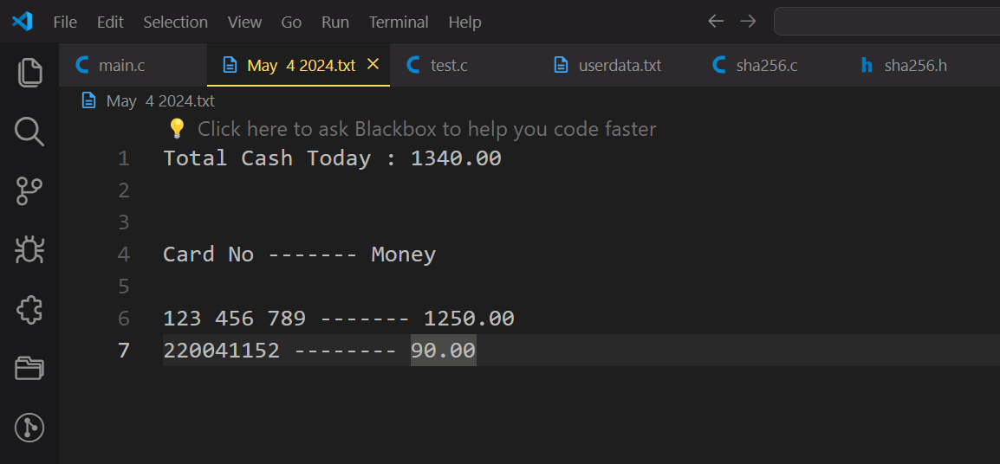 File Edit Selection View Go Run Terminal Help
main.c May  4 2024.txt test.c userdata.txt sha256.c sha256.h
May  4 2024.txt
Click here to ask Blackbox to help you code faster
1 Total Cash Today : 1340.00
2
3
4 Card No ------- Money
5
6 123 456 789 ------- 1250.00
7 220041152 -------- 90.00